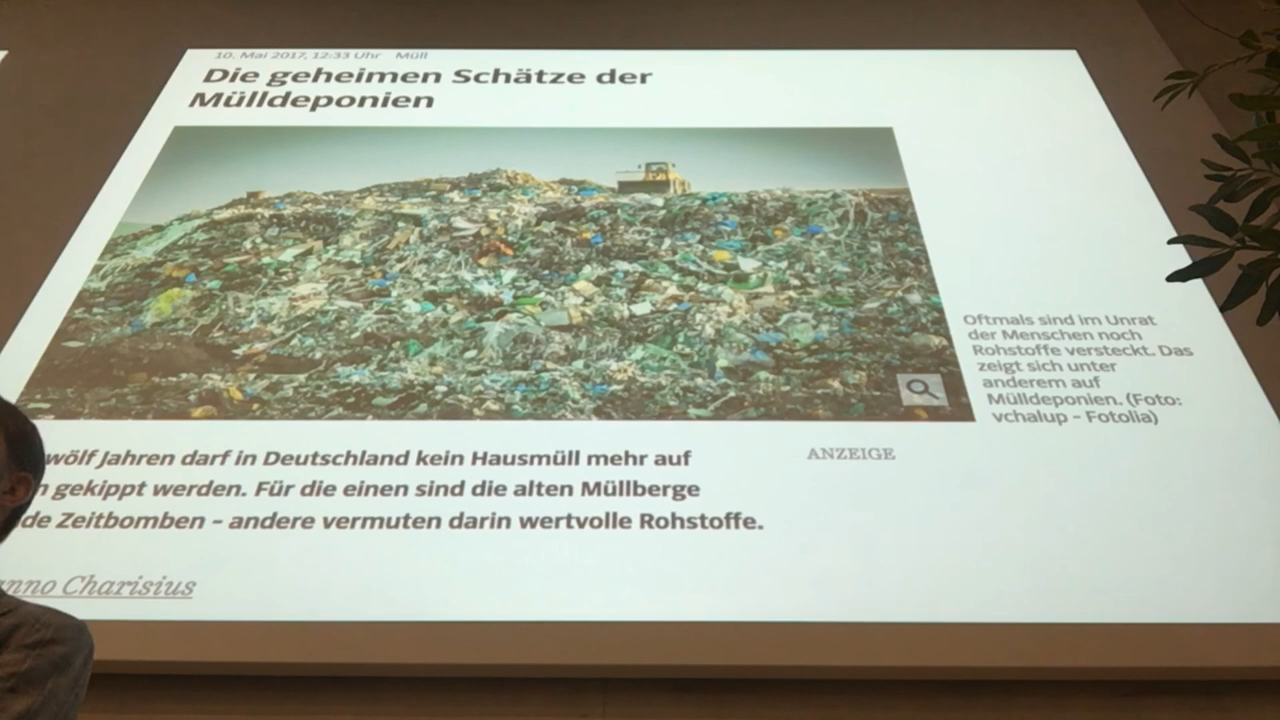 10. Mai 2017, 12:33 Uhr Müll
Die geheimen Schätze der
Mülldeponien
Oftmals sind im Unrat
der Menschen noch
Rohstoffe versteckt. Das
zeigt sich unter
anderem auf
Mülldeponien. (Foto:
vchalup - Fotolia)
wölf Jahren darf in Deutschland kein Hausmüll mehr auf
n gekippt werden. Für die einen sind die alten Müllberge
de Zeitbomben – andere vermuten darin wertvolle Rohstoffe.
ANZEIGE
nno Charisius